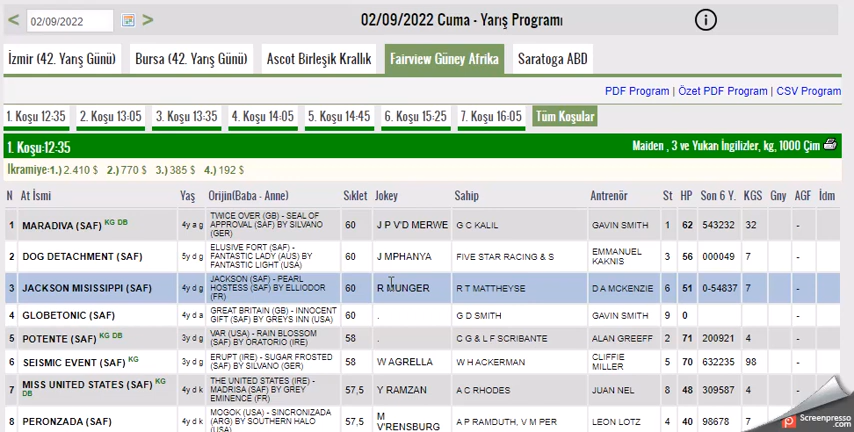 < 02/09/2022 > 02/09/2022 Cuma - Yarış Programı i
İzmir (42. Yarış Günü) Bursa (42. Yarış Günü) Ascot Birleşik Krallık Fairview Güney Afrika Saratoga ABD
PDF Program | Özet PDF Program | CSV Program
1. Koşu 12:35 2. Koşu 13:05 3. Koşu 13:35 4. Koşu 14:05 5. Koşu 14:45 6. Koşu 15:25 7. Koşu 16:05 Tüm Koşular
1. Koşu:12:35 Maiden , 3 ve Yukarı İngilizler, kg, 1000 Çim
İkramiye:1.) 2.410 $ 2.) 770 $ 3.) 385 $ 4.) 192 $
N At İsmi Yaş Orijin(Baba - Anne) Sıklet Jokey Sahip Antrenör St HP Son 6 Y. KGS Gny AGF İdm
1 MARADIVA (SAF) KG DB 4y a g TWICE OVER (GB) - SEAL OF APPROVAL (SAF) BY SILVANO (GER) 60 J P V'D MERWE G C KALIL GAVIN SMITH 1 62 543232 32 -
2 DOG DETACHMENT (SAF) 5y d g ELUSIVE FORT (SAF) - FANTASTIC LADY (AUS) BY FANTASTIC LIGHT (USA) 60 J MPHANYA FIVE STAR RACING & S EMMANUEL KAKNIS 3 56 000049 7 -
3 JACKSON MISISSIPPI (SAF) 4y d g JACKSON (SAF) - PEARL HOSTESS (SAF) BY ELLIODOR (FR) 60 R MUNGER R T MATTHEYSE D A MCKENZIE 6 51 0-54837 7 -
4 GLOBETONIC (SAF) 4y d a GREAT BRITAIN (GB) - INNOCENT GIFT (SAF) BY GREYS INN (USA) 60 . G D SMITH GAVIN SMITH 9 0 -
5 POTENTE (SAF) KG DB 3y d g VAR (USA) - RAIN BLOSSOM (SAF) BY ORATORIO (IRE) 58 . C G & L F SCRIBANTE ALAN GREEFF 2 71 200921 4 -
6 SEISMIC EVENT (SAF) KG 3y d g ERUPT (IRE) - SUGAR FROSTED (SAF) BY SILVANO (GER) 58 W AGRELLA W H ACKERMAN CLIFFIE MILLER 5 70 632235 98 -
7 MISS UNITED STATES (SAF) KG DB 4y d k THE UNITED STATES (IRE) - MADRISA (SAF) BY GREY EMINENCE (FR) 57,5 Y RAMZAN A C RHODES JUAN NEL 8 48 309587 4 -
8 PERONZADA (SAF) 4y d k MOGOK (USA) - SINCRONIZADA (ARG) BY SOUTHERN HALO (USA) 57,5 M V'RENSBURG A P RAMDUTH, V M PER LEON LOTZ 4 40 98678 7 -
Screenpresso.com